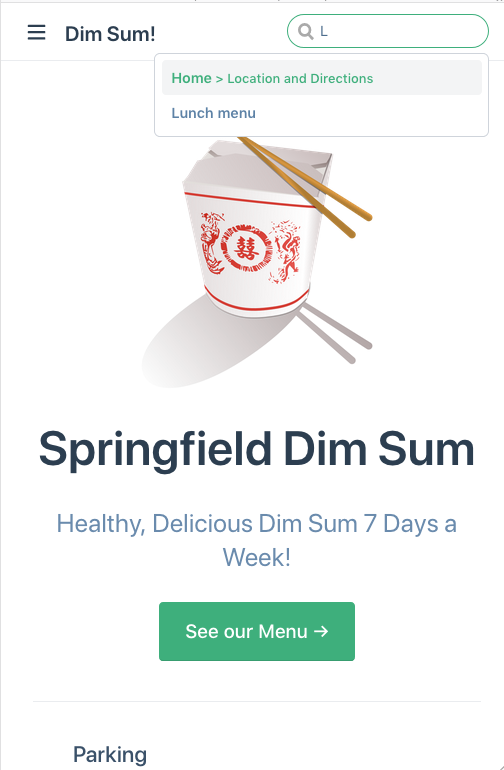 Dim Sum!
L
Home > Location and Directions
Lunch menu
囍
Springfield Dim Sum
Healthy, Delicious Dim Sum 7 Days a
Week!
See our Menu →
Parking